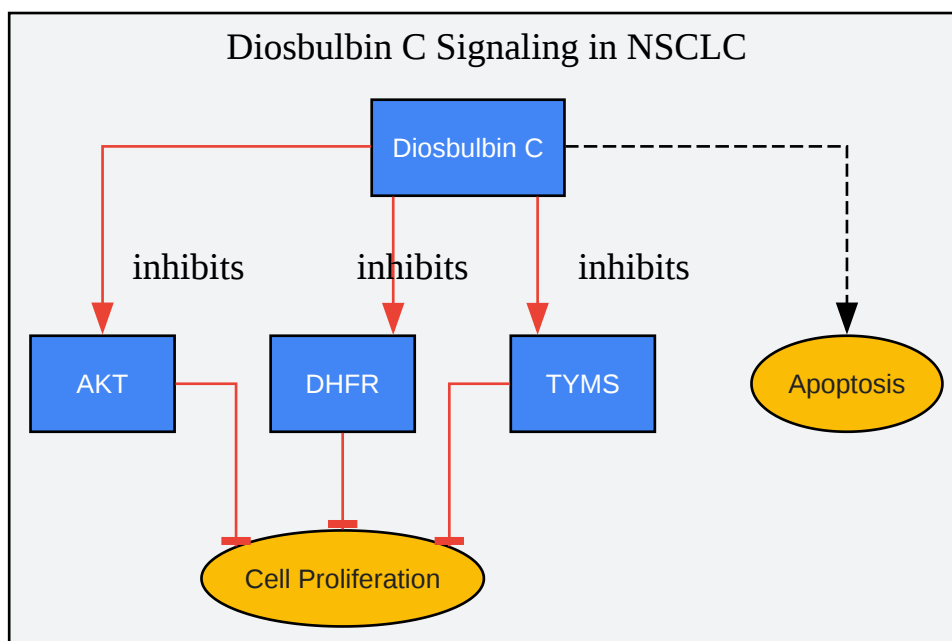 Diosbulbin C Signaling in NSCLC
Diosbulbin C
inhibits
inhibits
inhibits
AKT
DHFR
TYMS
Apoptosis
Cell Proliferation